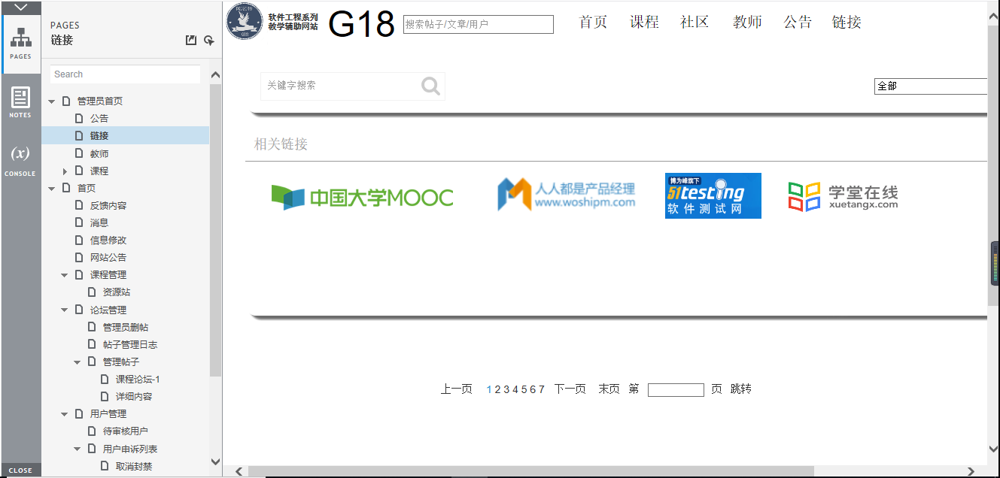 PAGES
NOTES
(x)
CONSOLE
CLOSE
PAGES
链接
Search
管理员首页
公告
链接
教师
课程
首页
反馈内容
消息
信息修改
网站公告
课程管理
资源站
论坛管理
管理员删帖
帖子管理日志
管理帖子
课程论坛-1
详细内容
用户管理
待审核用户
用户申诉列表
取消封禁
G18
软件工程系列
教学辅助网站
G18
搜索帖子/文章/用户
首页 课程 社区 教师 公告 链接
关键字搜索
全部
相关链接
中国大学MOOC
人人都是产品经理
www.woshipm.com
博为峰旗下
51testing
软件测试网
学堂在线
xuetangx.com
上一页 1 2 3 4 5 6 7 下一页 末页 第 页 跳转